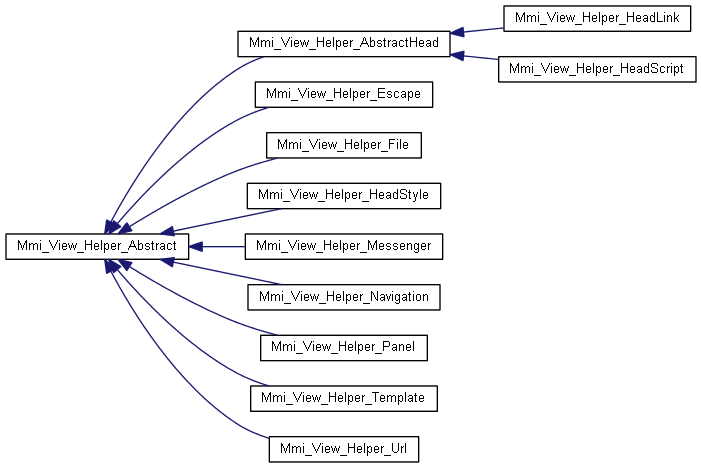 Mmi_View_Helper_HeadLink
Mmi_View_Helper_AbstractHead
Mmi_View_Helper_HeadScript
Mmi_View_Helper_Escape
Mmi_View_Helper_File
Mmi_View_Helper_HeadStyle
Mmi_View_Helper_Abstract
Mmi_View_Helper_Messenger
Mmi_View_Helper_Navigation
Mmi_View_Helper_Panel
Mmi_View_Helper_Template
Mmi_View_Helper_Url